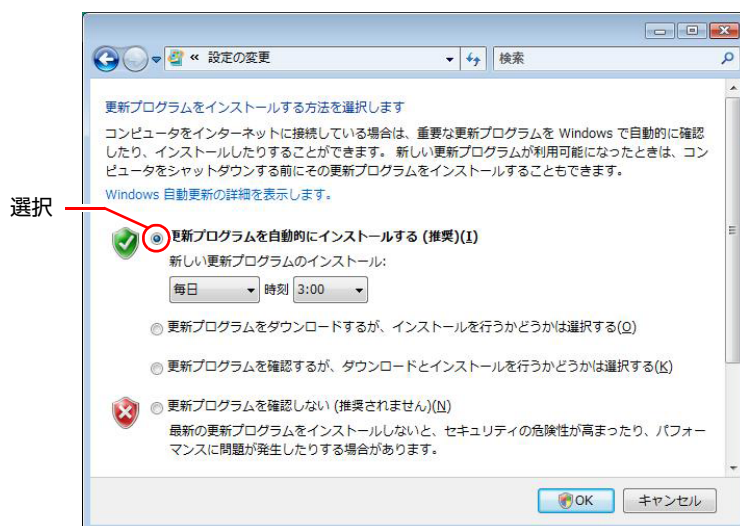 « 設定の変更
検索
更新プログラムをインストールする方法を選択します
コンピュータをインターネットに接続している場合は、重要な更新プログラムを Windows で自動的に確認
したり、インストールしたりすることができます。 新しい更新プログラムが利用可能になったときは、コン
ピュータをシャットダウンする前にその更新プログラムをインストールすることもできます。
Windows 自動更新の詳細を表示します。
選択
更新プログラムを自動的にインストールする (推奨)(I)
新しい更新プログラムのインストール:
毎日 時刻 3:00
更新プログラムをダウンロードするが、インストールを行うかどうかは選択する(O)
更新プログラムを確認するが、ダウンロードとインストールを行うかどうかは選択する(K)
更新プログラムを確認しない (推奨されません)(N)
最新の更新プログラムをインストールしないと、セキュリティの危険性が高まったり、パフォー
マンスに問題が発生したりする場合があります。
OK キャンセル